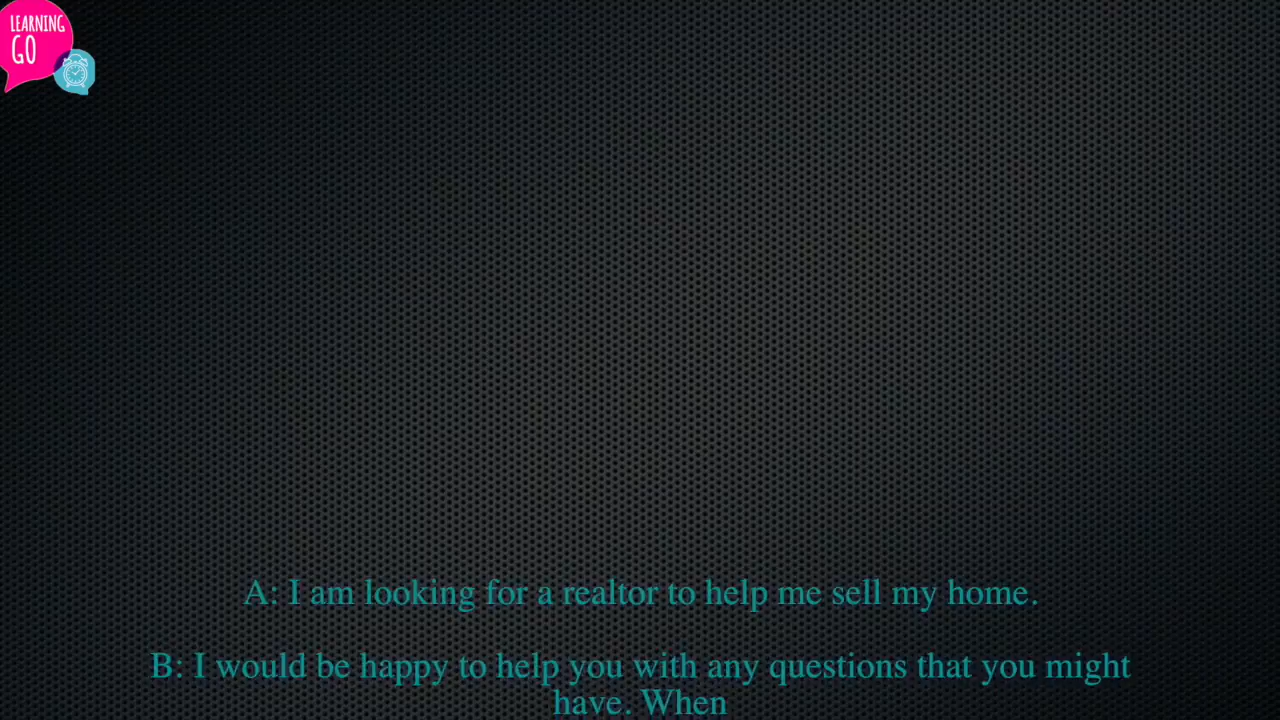 LEARNING
GO
A: I am looking for a realtor to help me sell my home.
B: I would be happy to help you with any questions that you might
have. When